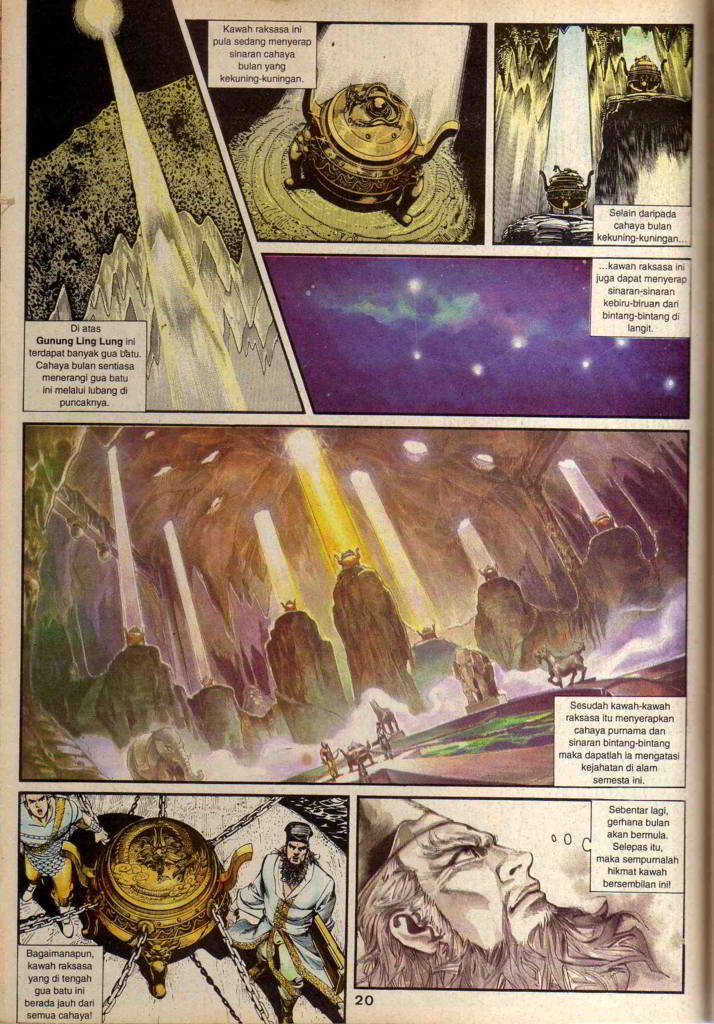 Di atas
Gunung Ling Lung ini
terdapat banyak gua batu.
Cahaya bulan sentiasa
menerangi gua batu
ini melalui lubang di
puncaknya.
Kawah raksasa ini
pula sedang menyerap
sinaran cahaya
bulan yang
kekuning-kuningan.
Selain daripada
cahaya bulan
kekuning-kuningan...
...kawan raksasa ini
juga dapat menyerap
sinaran-sinaran
kebiru-biruan dari
bintang-bintang di
langit.
Sesudah kawah-kawah
raksasa itu menyerapkan
cahaya purnama dan
sinaran bintang-bintang
maka dapatlah ia mengatasi
kejahatan di alam
semesta ini.
Bagaimanapun,
kawah raksasa
yang di tengah
gua batu ini
berada jauh dari
semua cahaya!
Sebentar lagi,
gerhana bulan
akan bermula.
Selepas itu,
maka sempurnalah
hikmat kawah
bersembilan ini!
20